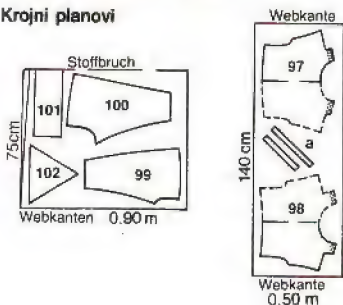 Krojni planovi
Stoffbruch
75cm
101
100
102
99
Webkanten 0.90 m
Webkante
97
a
140 cm
98
Webkante
0.50 m